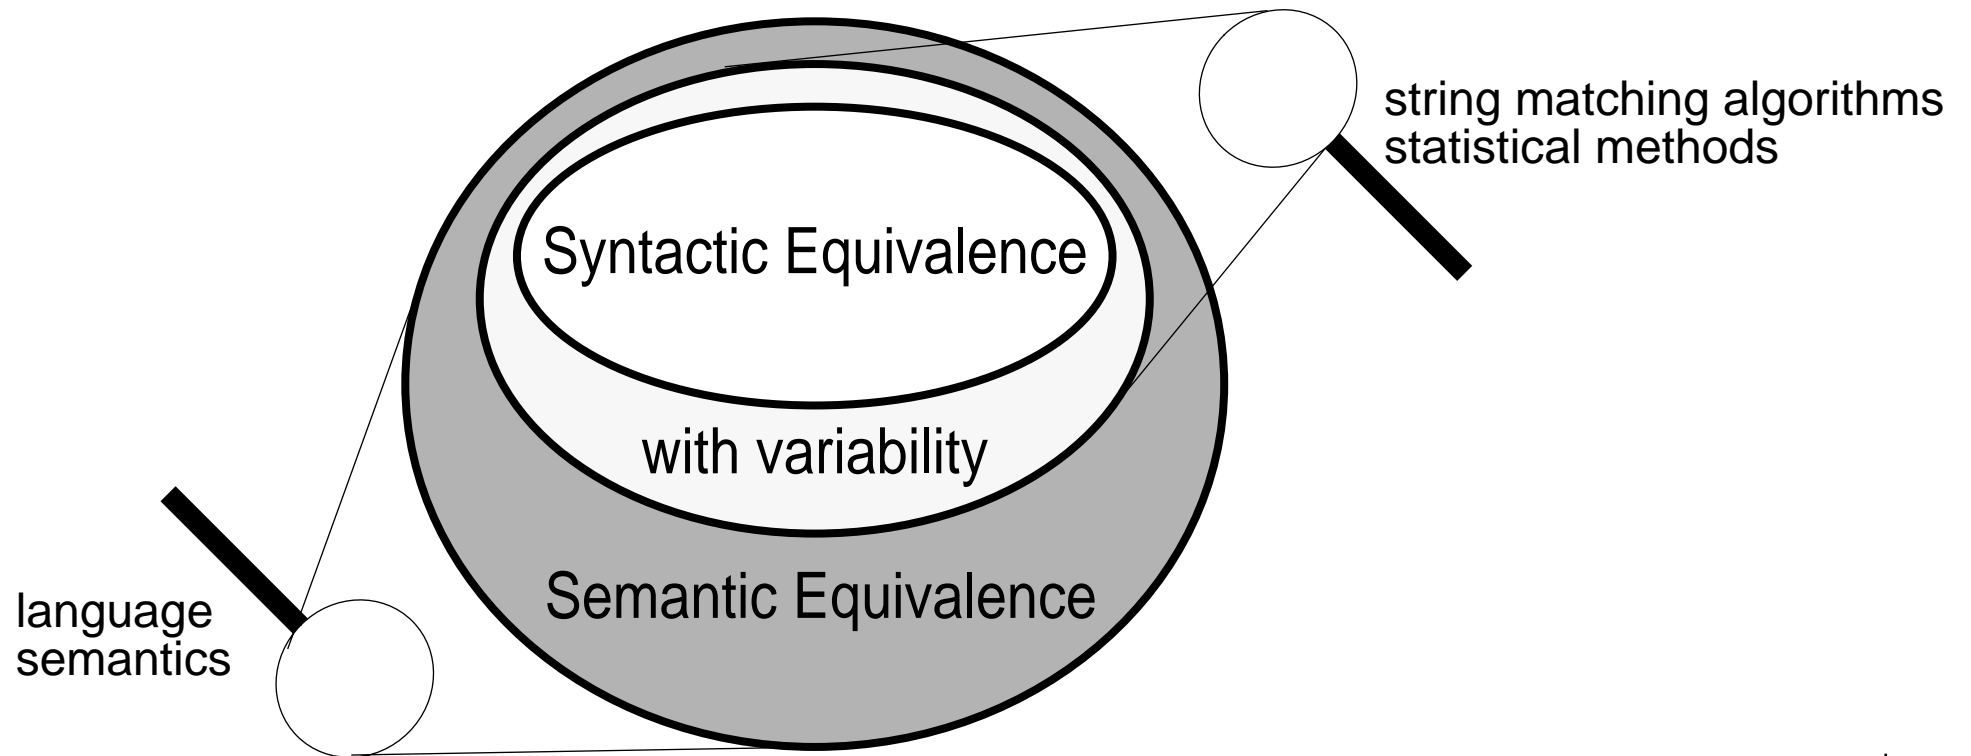 string matching algorithms
statistical methods
Syntactic Equivalence
with variability
Semantic Equivalence
language
semantics